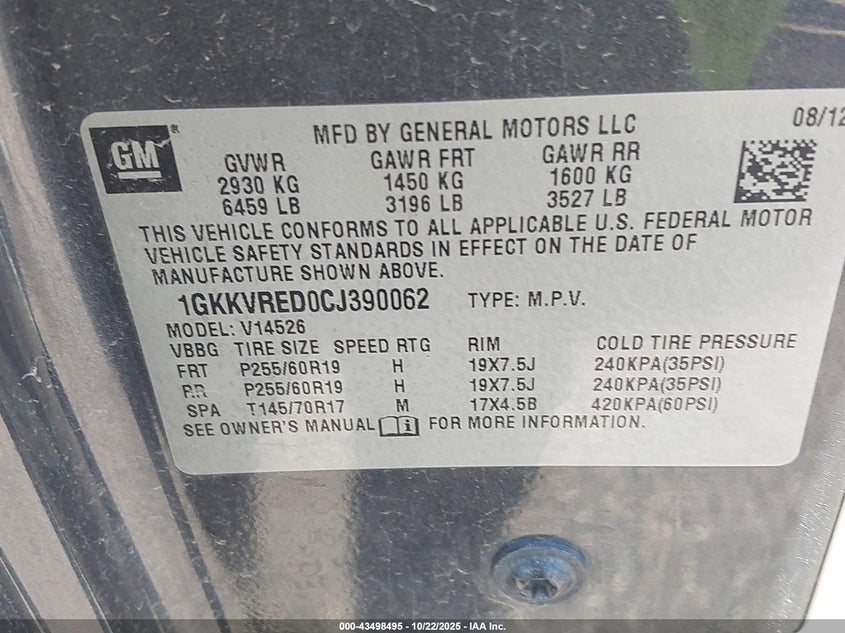 08/12
MFD BY GENERAL MOTORS LLC
GM®
GVWR GAWR FRT GAWR RR
2930 KG 1450 KG 1600 KG
6459 LB 3196 LB 3527 LB
THIS VEHICLE CONFORMS TO ALL APPLICABLE U.S. FEDERAL MOTOR
VEHICLE SAFETY STANDARDS IN EFFECT ON THE DATE OF
MANUFACTURE SHOWN ABOVE.
1GKKVRED0CJ390062 TYPE: M.P.V.
MODEL: V14526
VBBG TIRE SIZE SPEED RTG RIM COLD TIRE PRESSURE
FRT P255/60R19 H 19X7.5J 240KPA(35PSI)
RR P255/60R19 H 19X7.5J 240KPA(35PSI)
SPA T145/70R17 M 17X4.5B 420KPA(60PSI)
SEE OWNER'S MANUAL FOR MORE INFORMATION.
000-43498495 - 10/22/2025 - IAA Inc.